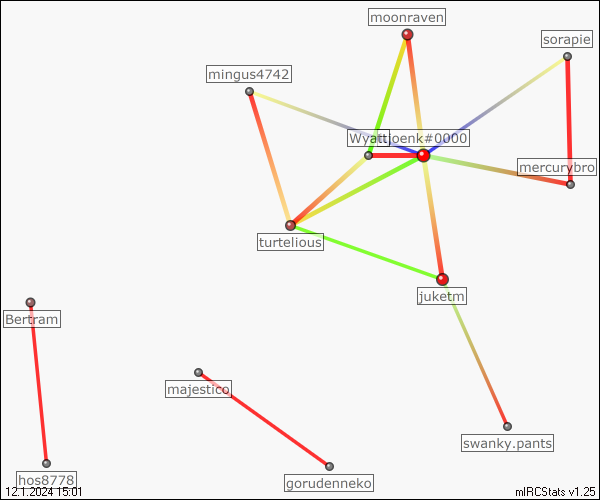 moonraven
sorapie
mingus4742
Wyatt
joenk#0000
mercurybro
turtelious
juketm
Bertram
majestico
swanky.pants
hos8778
gorudenneko
12.1.2024 15:01
mIRCStats v1.25